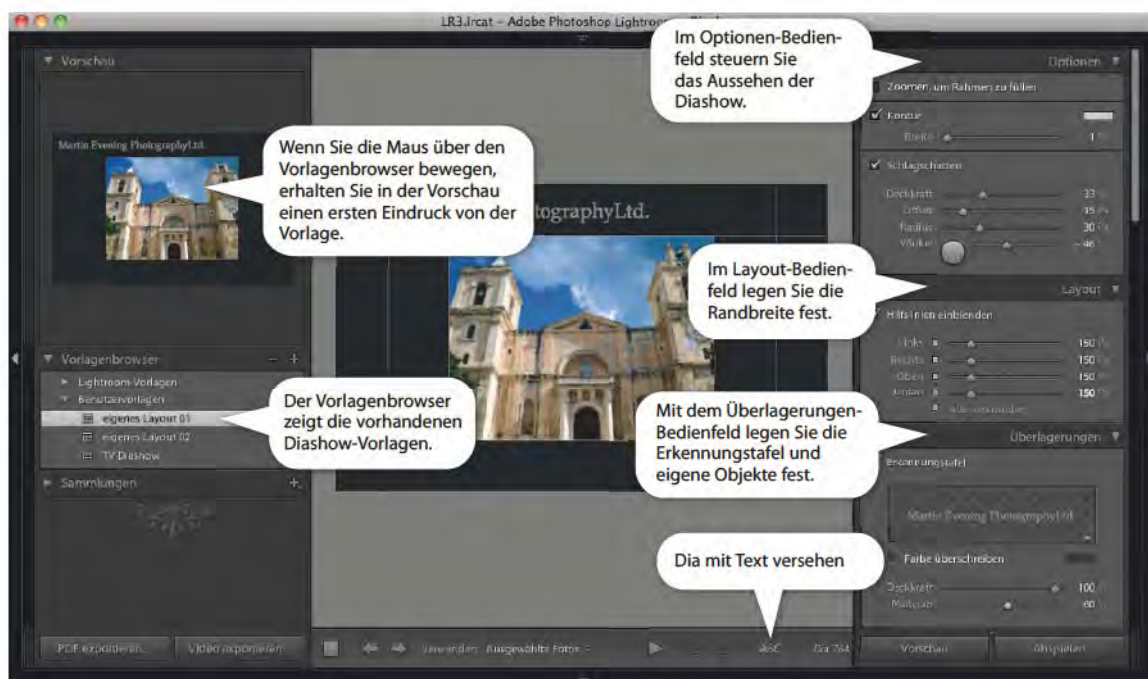 LR3.lrcat – Adobe Photoshop Lightroom
Vorschau
Martin Evening PhotographyLtd.
Wenn Sie die Maus über den
Vorlagenbrowser bewegen,
erhalten Sie in der Vorschau
einen ersten Eindruck von der
Vorlage.
Vorlagenbrowser
Lightroom-Vorlagen
Benutzervorlagen
eigenes Layout 01
eigenes Layout 02
TV Diashow
Der Vorlagenbrowser
zeigt die vorhandenen
Diashow-Vorlagen.
Sammlungen
PDF exportieren...
Video exportieren...
tographyLtd.
Verwenden: Ausgewählte Fotos
Dia mit Text versehen
Im Optionen-Bedien-
feld steuern Sie
das Aussehen der
Diashow.
Optionen
Zoomen, um Rahmen zu füllen
Kontur
Breite 1
Schlagschatten
Deckkraft 33
Offset 15
Radius 30
Winkel - 46
Im Layout-Bedien-
feld legen Sie die
Randbreite fest.
Layout
Hilfslinien einblenden
Links 150
Rechts 150
Oben 150
Unten 150
Mit dem Überlagerungen-
Bedienfeld legen Sie die
Erkennungstafel und
eigene Objekte fest.
Überlagerungen
Erkennungstafel
Martin Evening PhotographyLtd.
Farbe überschreiben
Deckkraft 100
Maßstab 60
Vorschau
Abspielen